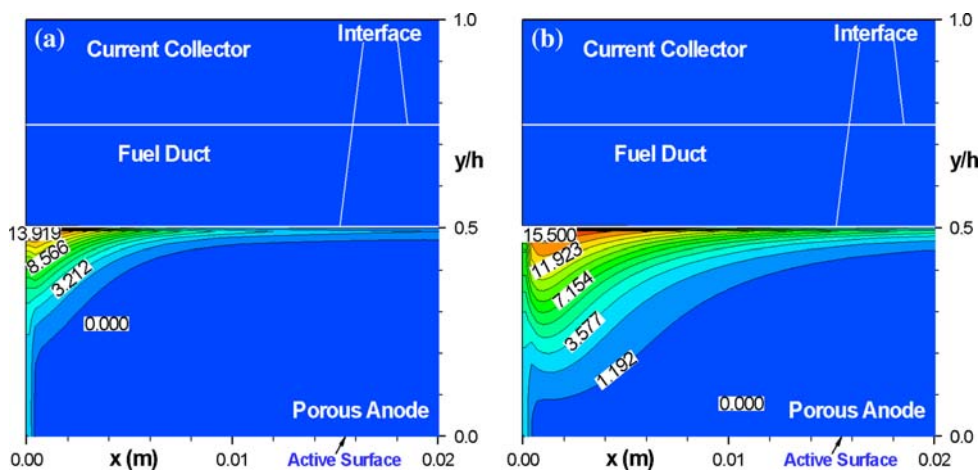 (a)
Current Collector
Interface
Fuel Duct
13.919
8.566
3.212
0.000
Porous Anode
1.0
y/h
0.5
0.0
0.00
x (m)
0.01
Active Surface
0.02
(b)
Current Collector
Interface
Fuel Duct
15.500
11.923
7.154
3.577
1.192
0.000
Porous Anode
1.0
y/h
0.5
0.0
0.00
x (m)
0.01
Active Surface
0.02